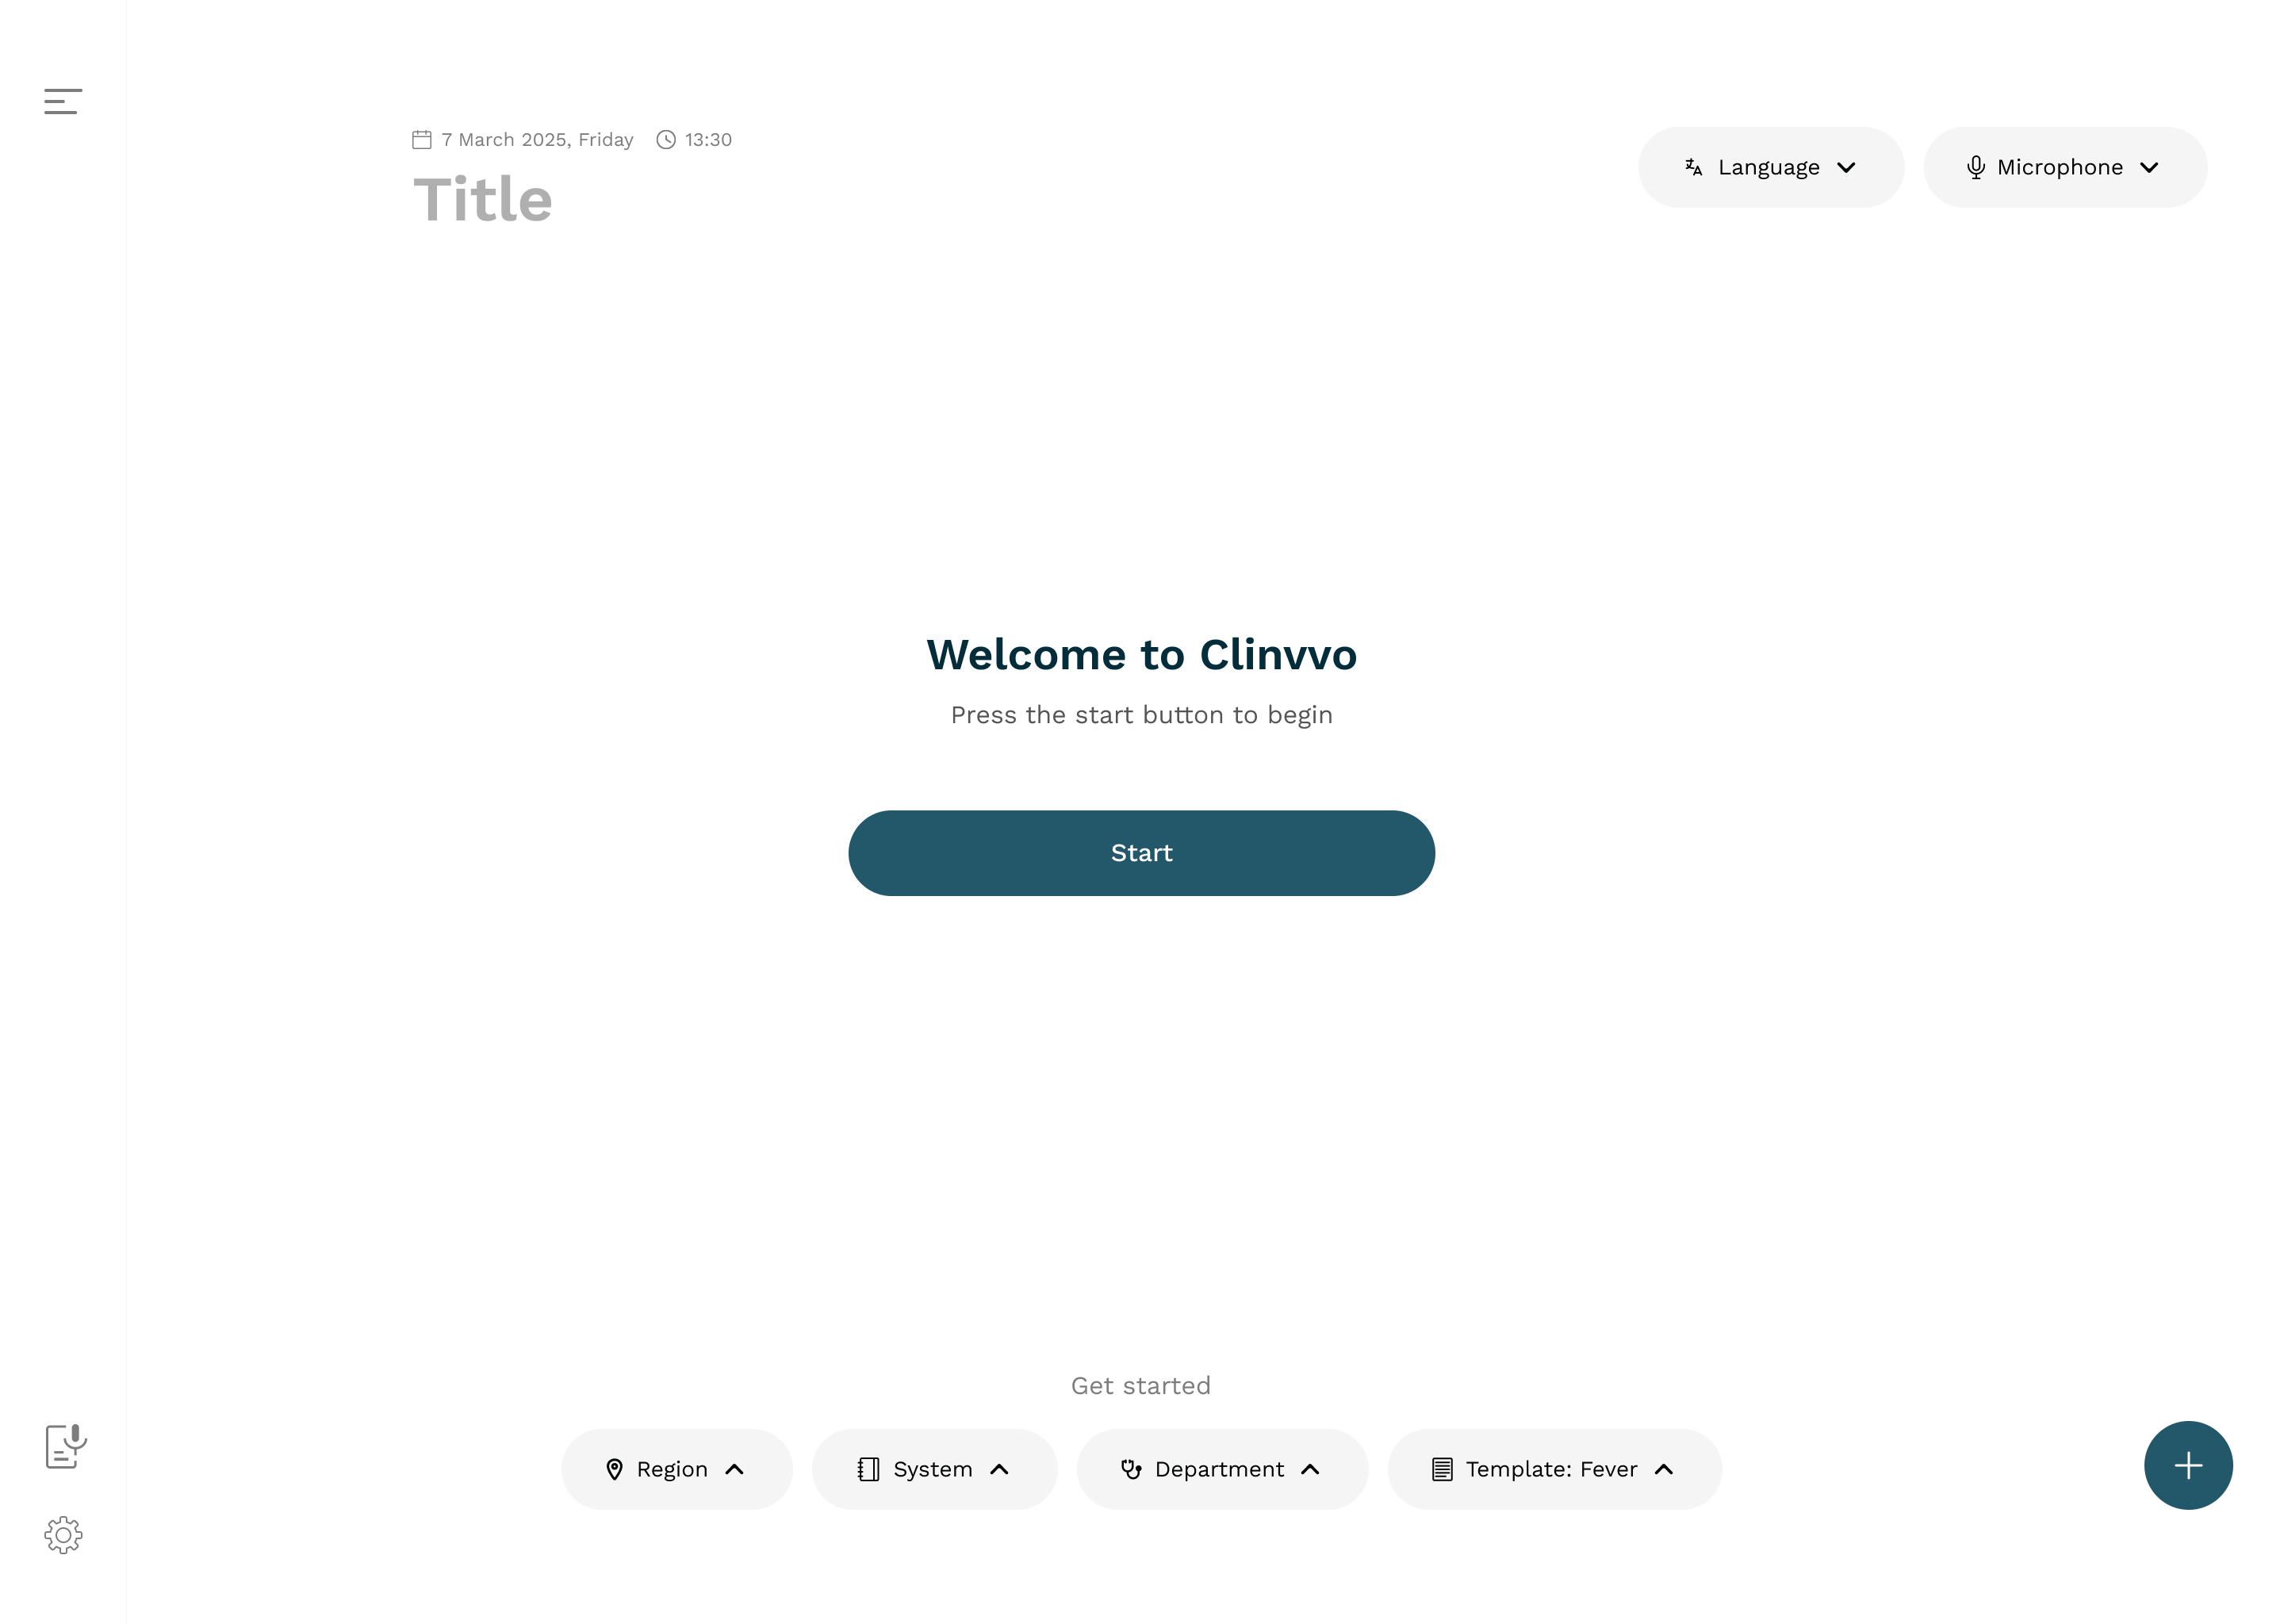 7 March 2025, Friday 13:30
Title
Language
Microphone
Welcome to Clinvvo
Press the start button to begin
Start
Get started
Region
System
Department
Template: Fever